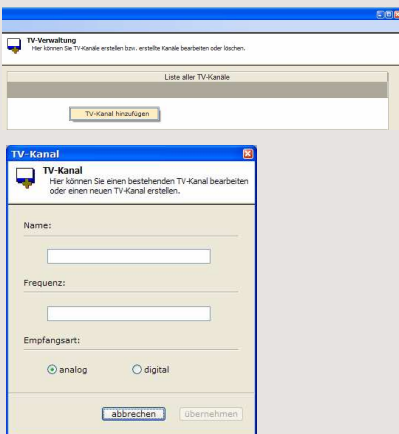 TV-Verwaltung
Hier können Sie TV-Kanäle erstellen bzw. erstellte Kanäle bearbeiten oder löschen.
Liste aller TV-Kanäle
TV-Kanal hinzufügen
TV-Kanal
TV-Kanal
Hier können Sie einen bestehenden TV-Kanal bearbeiten
oder einen neuen TV-Kanal erstellen.
Name:
Frequenz:
Empfangsart:
analog digital
abbrechen übernehmen